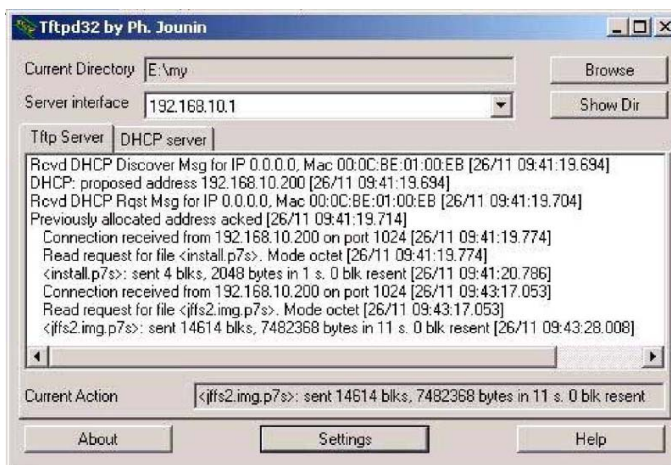 Tftpd32 by Ph. Jounin
Current Directory E:\my Browse
Server interface 192.168.10.1 Show Dir
Tftp Server DHCP server
Rcvd DHCP Discover Msg for IP 0.0.0.0, Mac 00:0C:BE:01:00:EB [26/11 09:41:19.694]
DHCP: proposed address 192.168.10.200 [26/11 09:41:19.694]
Rcvd DHCP Rqst Msg for IP 0.0.0.0, Mac 00:0C:BE:01:00:EB [26/11 09:41:19.704]
Previously allocated address acked [26/11 09:41:19.714]
Connection received from 192.168.10.200 on port 1024 [26/11 09:41:19.774]
Read request for file <install.p7s>. Mode octet [26/11 09:41:19.774]
<install.p7s>: sent 4 blks, 2048 bytes in 1 s. 0 blk resent [26/11 09:41:20.786]
Connection received from 192.168.10.200 on port 1024 [26/11 09:43:17.053]
Read request for file <jffs2.img.p7s>. Mode octet [26/11 09:43:17.053]
<jffs2.img.p7s>: sent 14614 blks, 7482368 bytes in 11 s. 0 blk resent [26/11 09:43:28.008]
Current Action <jffs2.img.p7s>: sent 14614 blks, 7482368 bytes in 11 s. 0 blk resent
About Settings Help